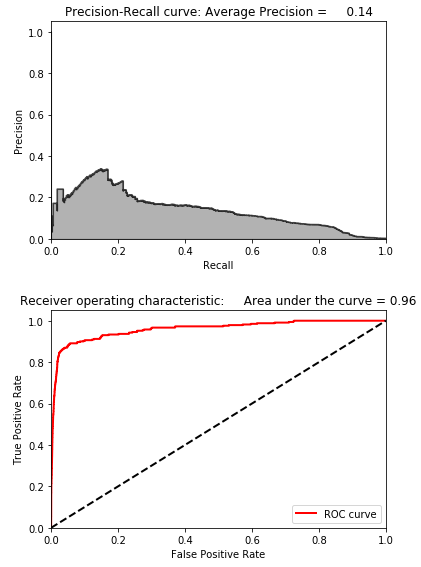 Precision-Recall curve: Average Precision = 0.14
1.0
0.8
0.6
0.4
0.2
0.0
Precision
0.0 0.2 0.4 0.6 0.8 1.0
Recall
Receiver operating characteristic: Area under the curve = 0.96
1.0
0.8
0.6
0.4
0.2
0.0
True Positive Rate
ROC curve
0.0 0.2 0.4 0.6 0.8 1.0
False Positive Rate